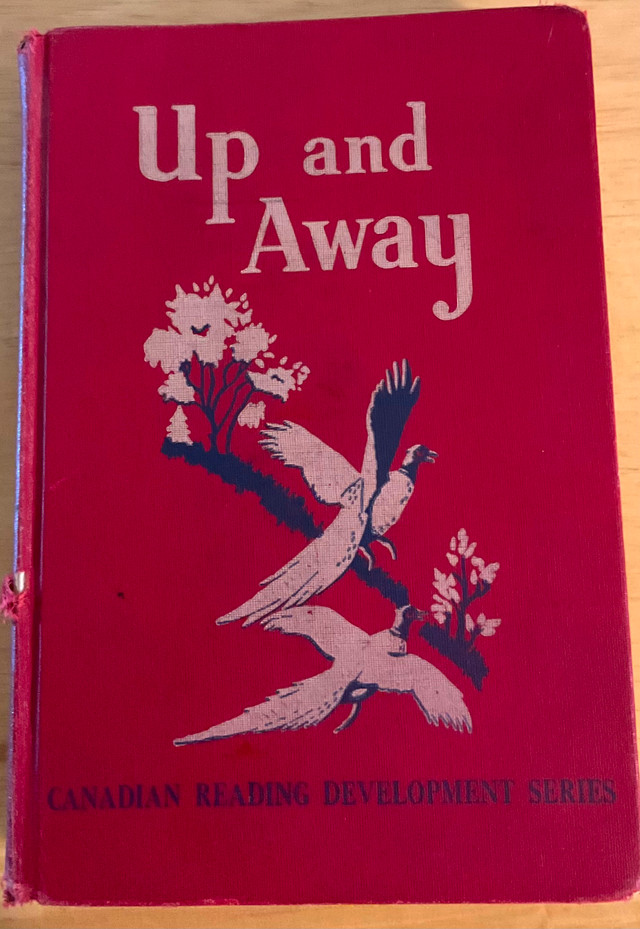 Up and
Away
CANADIAN READING DEVELOPMENT SERIES